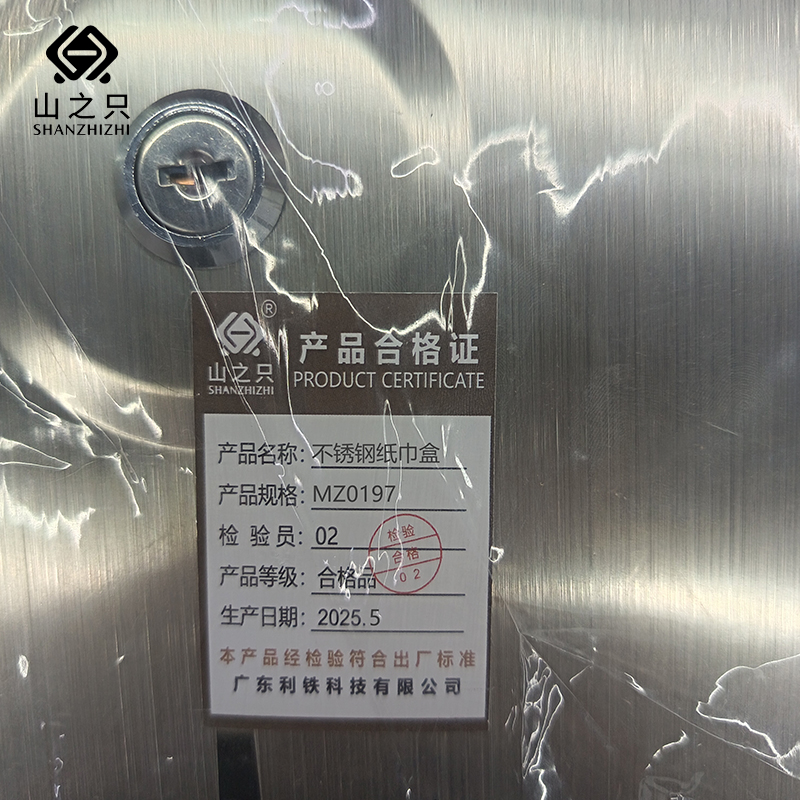 山之只
SHANZHIZHI
山之只®
SHANZHIZHI
产品合格证
PRODUCT CERTIFICATE
产品名称：不锈钢纸巾盒
产品规格：MZ0197
检 验 员：02
产品等级：合格品
生产日期：2025.5
检验
合格
02
本产品经检验符合出厂标准
广东利铁科技有限公司